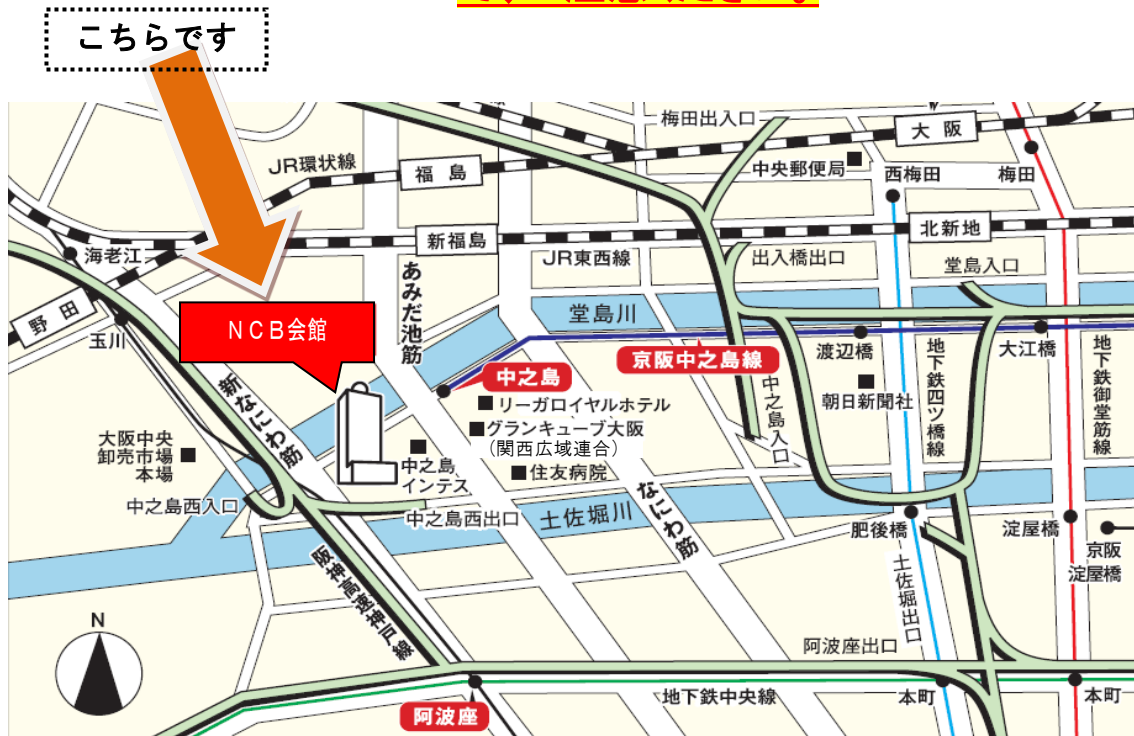 こちらです
梅田出入口
大阪
JR環状線
福島
中央郵便局
西梅田
梅田
新福島
北新地
海老江
JR東西線
出入橋出口
堂島入口
あみだ池筋
野田
玉川
NCB会館
堂島川
京阪中之島線
渡辺橋
大江橋
地下鉄四ツ橋線
地下鉄御堂筋線
中之島
新なにわ筋
リーガロイヤルホテル
朝日新聞社
中之島入口
グランキューブ大阪
(関西広域連合)
大阪中央
卸売市場
本場
中之島
インテス
住友病院
中之島西入口
中之島西出口
土佐堀川
なにわ筋
肥後橋
淀屋橋
京阪
淀屋橋
阪神高速神戸線
土佐堀出口
N
阿波座出口
地下鉄中央線
本町
本町
阿波座